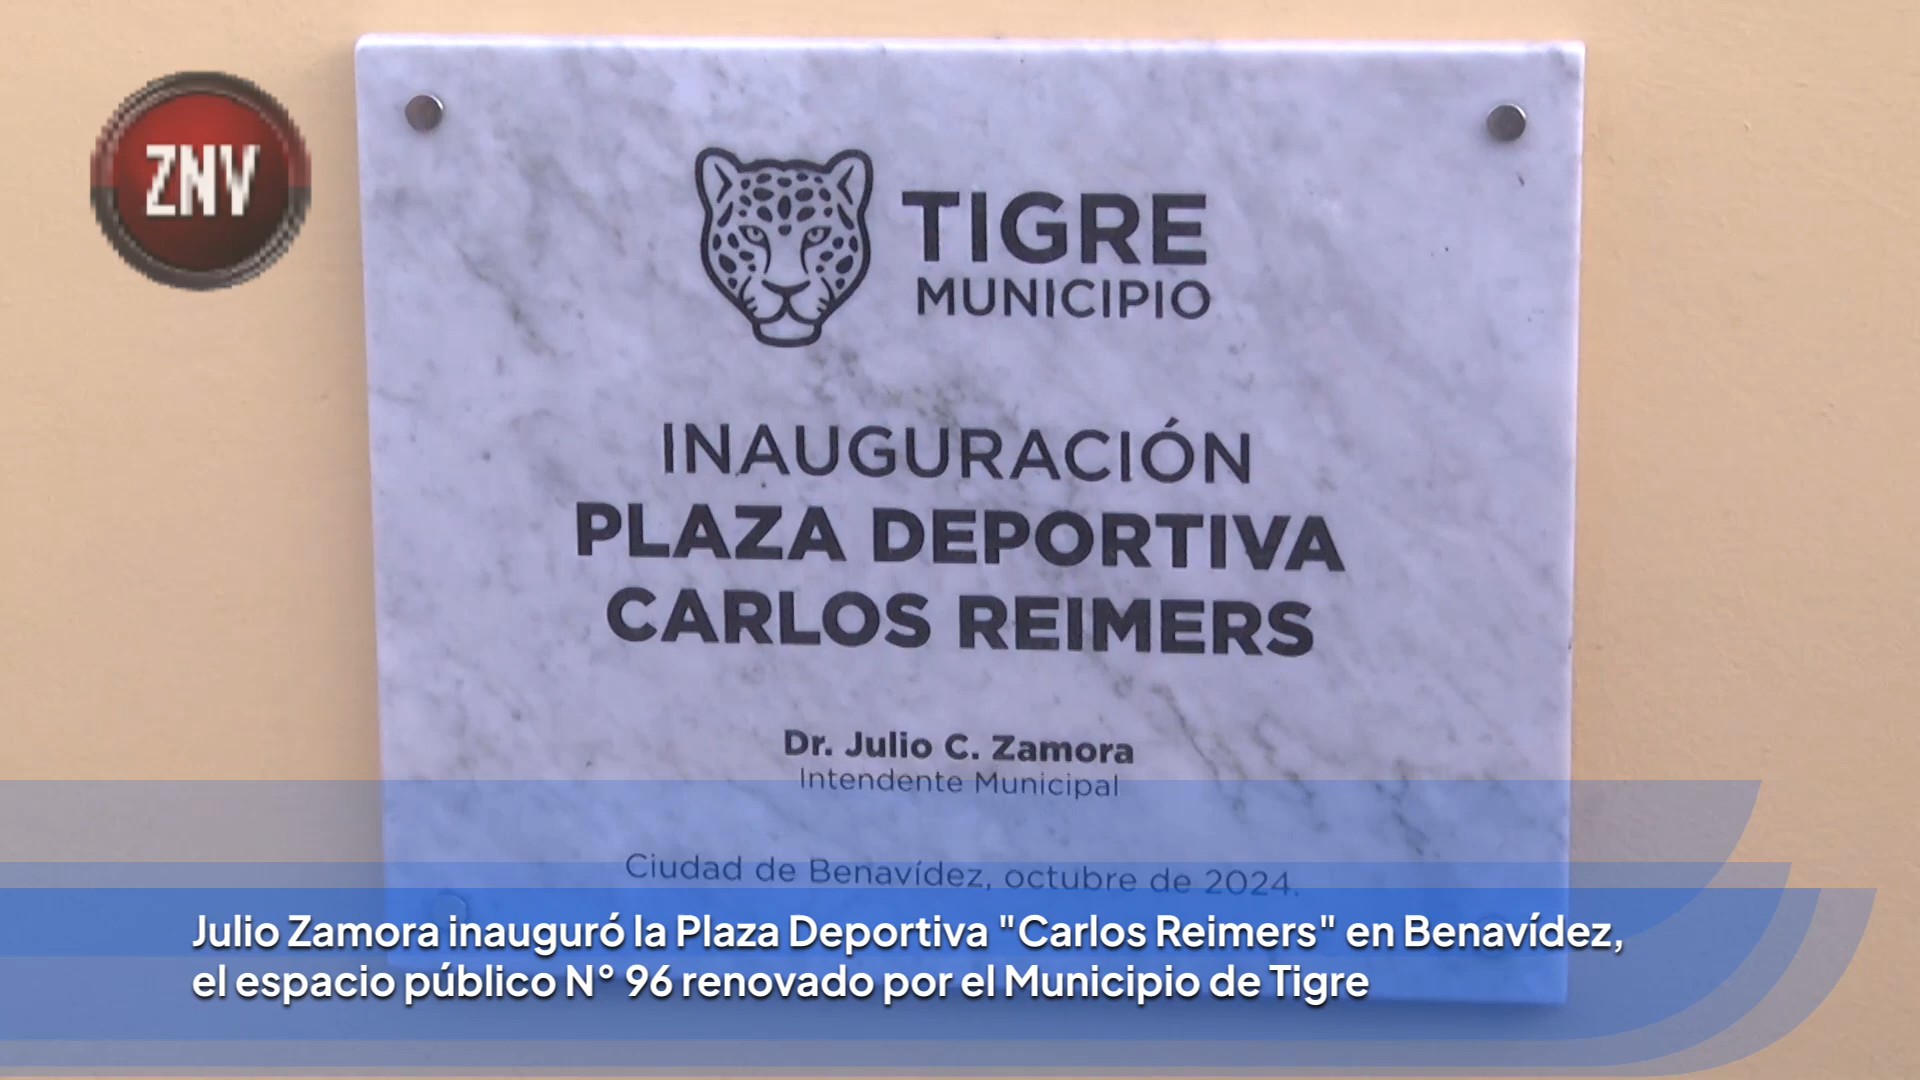 ZNV
TIGRE
MUNICIPIO
INAUGURACIÓN
PLAZA DEPORTIVA
CARLOS REIMERS
Dr. Julio C. Zamora
Intendente Municipal
Ciudad de Benavídez, octubre de 2024.
Julio Zamora inauguró la Plaza Deportiva "Carlos Reimers" en Benavídez,
el espacio público N° 96 renovado por el Municipio de Tigre